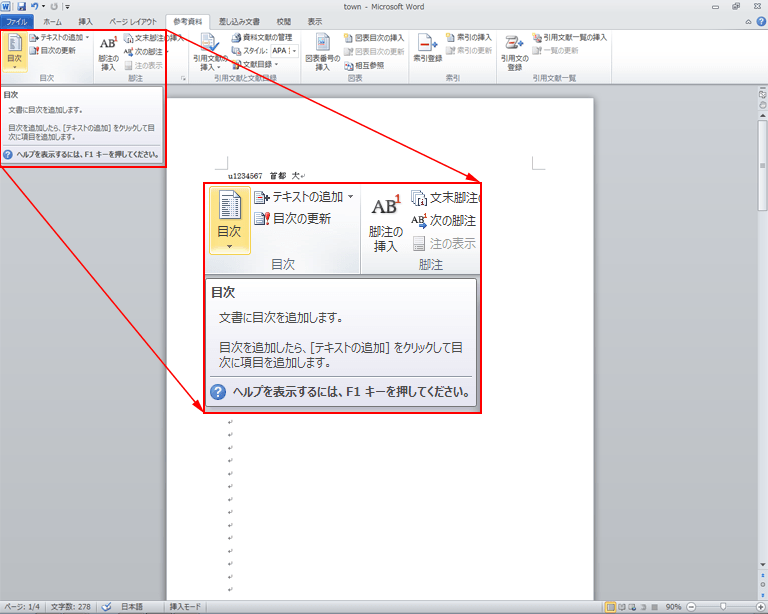 town - Microsoft Word
ファイル ホーム 挿入 ページ レイアウト 参考資料 差し込み文書 校閲 表示
目次
テキストの追加
目次の更新
目次
AB¹
脚注の
挿入
文末脚注の挿入
次の脚注
注の表示
脚注
引用文献の
挿入
資料文献の管理
スタイル: APA
文献目録
引用文献と文献目録
図表番号の
挿入
図表目次の挿入
図表目次の更新
相互参照
図表
索引登録
索引の挿入
索引の更新
索引
引用文の
登録
引用文献一覧の挿入
一覧の更新
引用文献一覧
目次
文書に目次を追加します。
目次を追加したら、[テキストの追加] をクリックして目
次に項目を追加します。
ヘルプを表示するには、F1 キーを押してください。
u1234567 首都 大
目次
テキストの追加
目次の更新
目次
AB¹
脚注の
挿入
文末脚注
次の脚注
注の表示
脚注
目次
文書に目次を追加します。
目次を追加したら、[テキストの追加] をクリックして目
次に項目を追加します。
ヘルプを表示するには、F1 キーを押してください。
ページ: 1/4 文字数: 278 日本語 挿入モード 90%